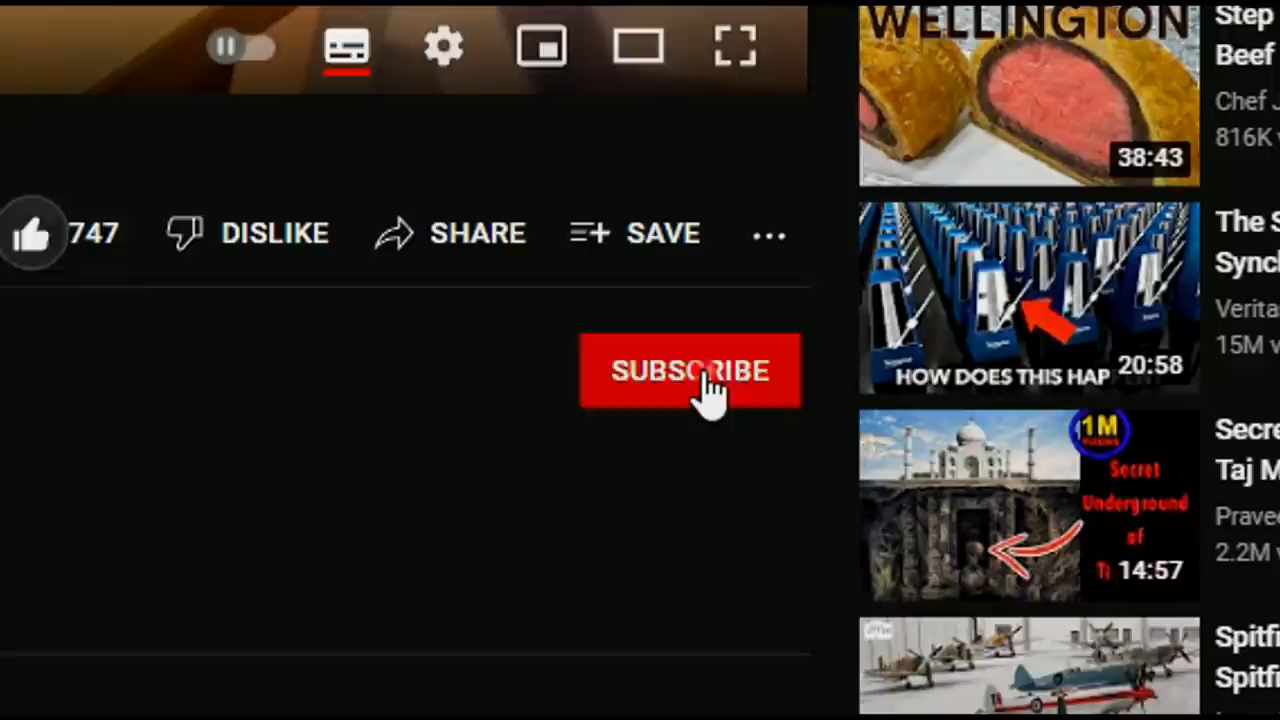 747
DISLIKE
SHARE
SAVE
SUBSCRIBE
WELLINGTON
38:43
Step
Beef
Chef J
816K
HOW DOES THIS HAP
20:58
The S
Synch
Verita
15M v
1M
Secret
Underground
of
14:57
Secre
Taj M
Pravee
2.2M v
Spitfi
Spitfi